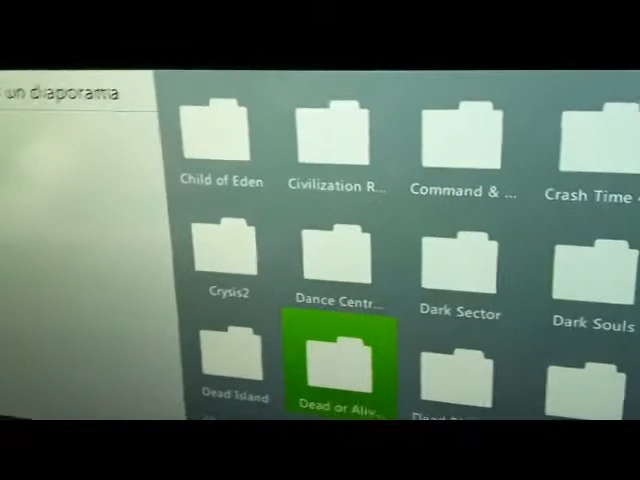 un diaporama
Child of Eden
Civilization R...
Command & ...
Crash Time
Crysis2
Dance Centr...
Dark Sector
Dark Souls
Dead Island
Dead or Aliv...
Dead